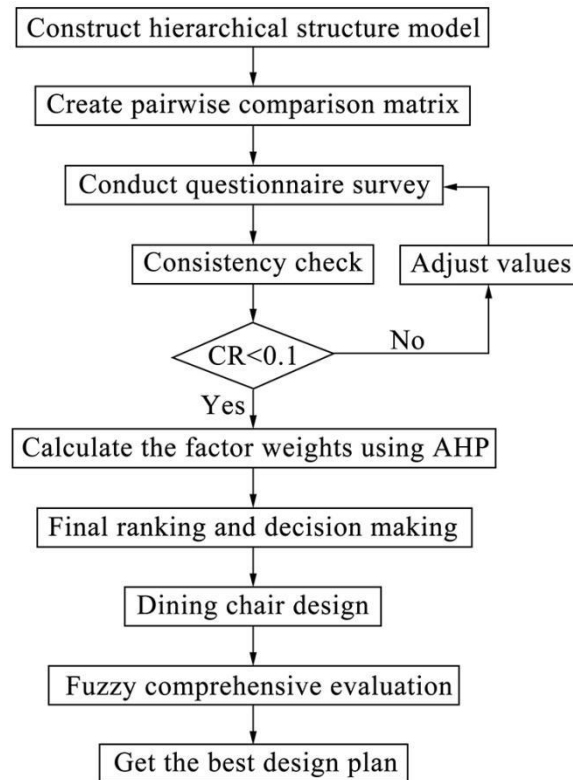 Construct hierarchical structure model
Create pairwise comparison matrix
Conduct questionnaire survey
Consistency check
Adjust values
CR<0.1
No
Yes
Calculate the factor weights using AHP
Final ranking and decision making
Dining chair design
Fuzzy comprehensive evaluation
Get the best design plan